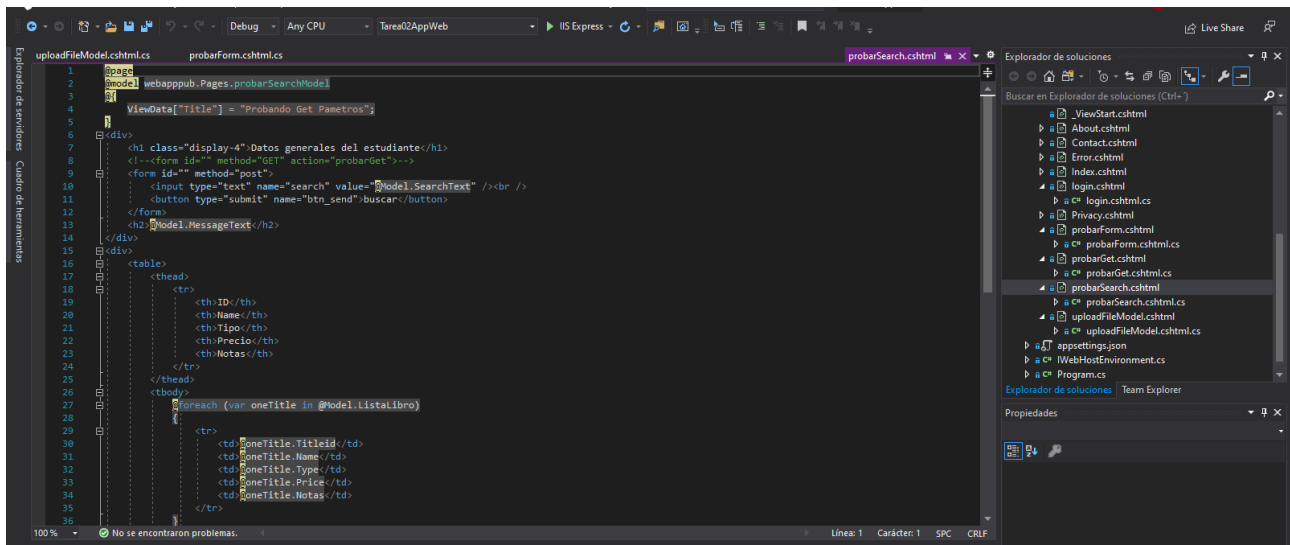 Debug Any CPU Tarea02AppWeb IIS Express Live Share
uploadFileModel.cshtml.cs probarForm.cshtml.cs probarSearch.cshtml
Explorador de servidores
Cuadro de herramientas
1 @page
2 @model webapppub.Pages.probarSearchModel
3 @{
4 ViewData["Title"] = "Probando Get Pametros";
5 }
6 <div>
7 <h1 class="display-4">Datos generales del estudiante</h1>
8 <!--<form id="" method="GET" action="probarGet">-->
9 <form id="" method="post">
10 <input type="text" name="search" value="@Model.SearchText" /><br />
11 <button type="submit" name="btn_send">buscar</button>
12 </form>
13 <h2>@Model.MessageText</h2>
14 </div>
15 <div>
16 <table>
17 <thead>
18 <tr>
19 <th>ID</th>
20 <th>Name</th>
21 <th>Tipo</th>
22 <th>Precio</th>
23 <th>Notas</th>
24 </tr>
25 </thead>
26 <tbody>
27 @foreach (var oneTitle in @Model.ListaLibro)
28 {
29 <tr>
30 <td>@oneTitle.Titleid</td>
31 <td>@oneTitle.Name</td>
32 <td>@oneTitle.Type</td>
33 <td>@oneTitle.Price</td>
34 <td>@oneTitle.Notas</td>
35 </tr>
36 }
100 % No se encontraron problemas. Línea: 1 Carácter: 1 SPC CRLF
Explorador de soluciones
Buscar en Explorador de soluciones (Ctrl+´)
_ViewStart.cshtml
About.cshtml
Contact.cshtml
Error.cshtml
Index.cshtml
login.cshtml
C# login.cshtml.cs
Privacy.cshtml
probarForm.cshtml
C# probarForm.cshtml.cs
probarGet.cshtml
C# probarGet.cshtml.cs
probarSearch.cshtml
C# probarSearch.cshtml.cs
uploadFileModel.cshtml
C# uploadFileModel.cshtml.cs
appsettings.json
C# IWebHostEnvironment.cs
C# Program.cs
Explorador de soluciones Team Explorer
Propiedades